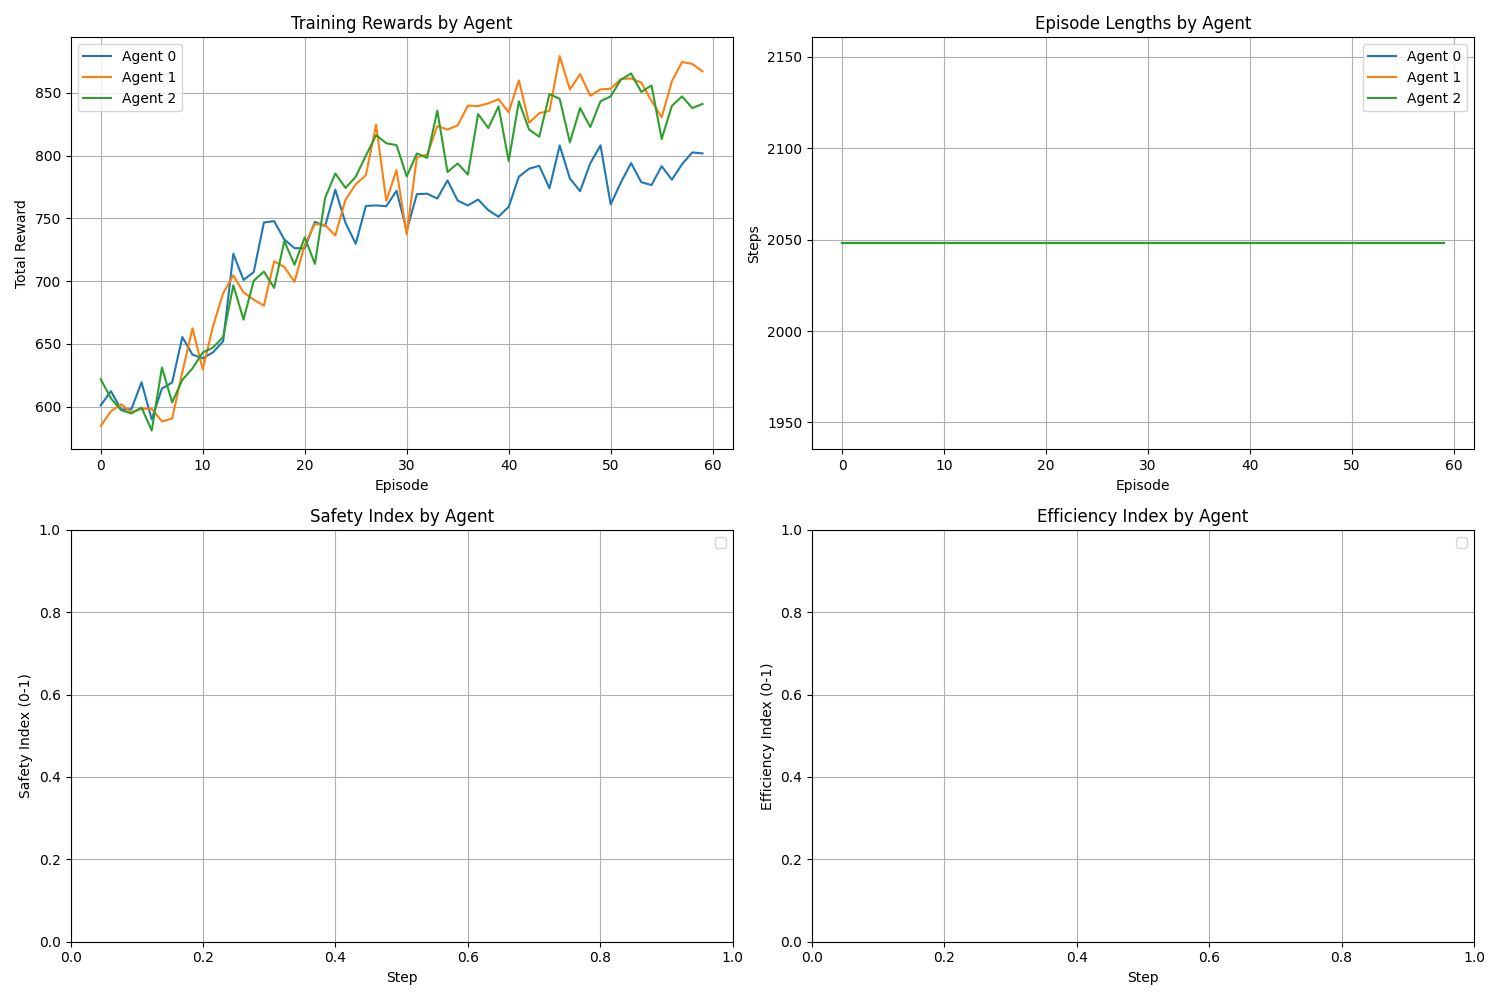 Training Rewards by Agent
Total Reward
850
800
750
700
650
600
Agent 0
Agent 1
Agent 2
0 10 20 30 40 50 60
Episode
Episode Lengths by Agent
Steps
2150
2100
2050
2000
1950
Agent 0
Agent 1
Agent 2
0 10 20 30 40 50 60
Episode
Safety Index by Agent
Safety Index (0-1)
1.0
0.8
0.6
0.4
0.2
0.0
0.0 0.2 0.4 0.6 0.8 1.0
Step
Efficiency Index by Agent
Efficiency Index (0-1)
1.0
0.8
0.6
0.4
0.2
0.0
0.0 0.2 0.4 0.6 0.8 1.0
Step